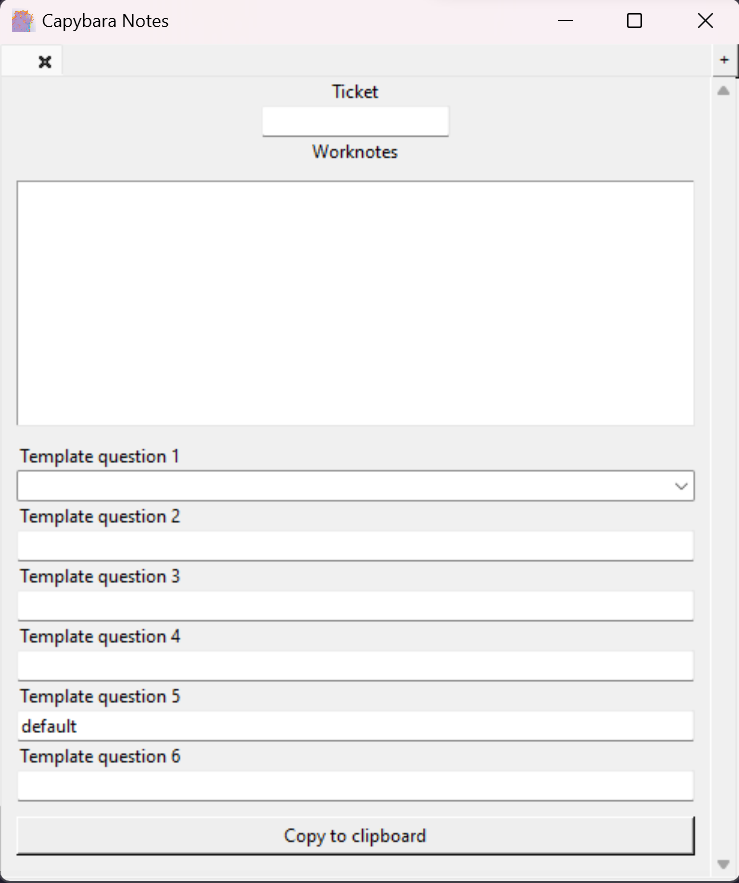 Capybara Notes
+
Ticket
Worknotes
Template question 1
Template question 2
Template question 3
Template question 4
Template question 5
default
Template question 6
Copy to clipboard